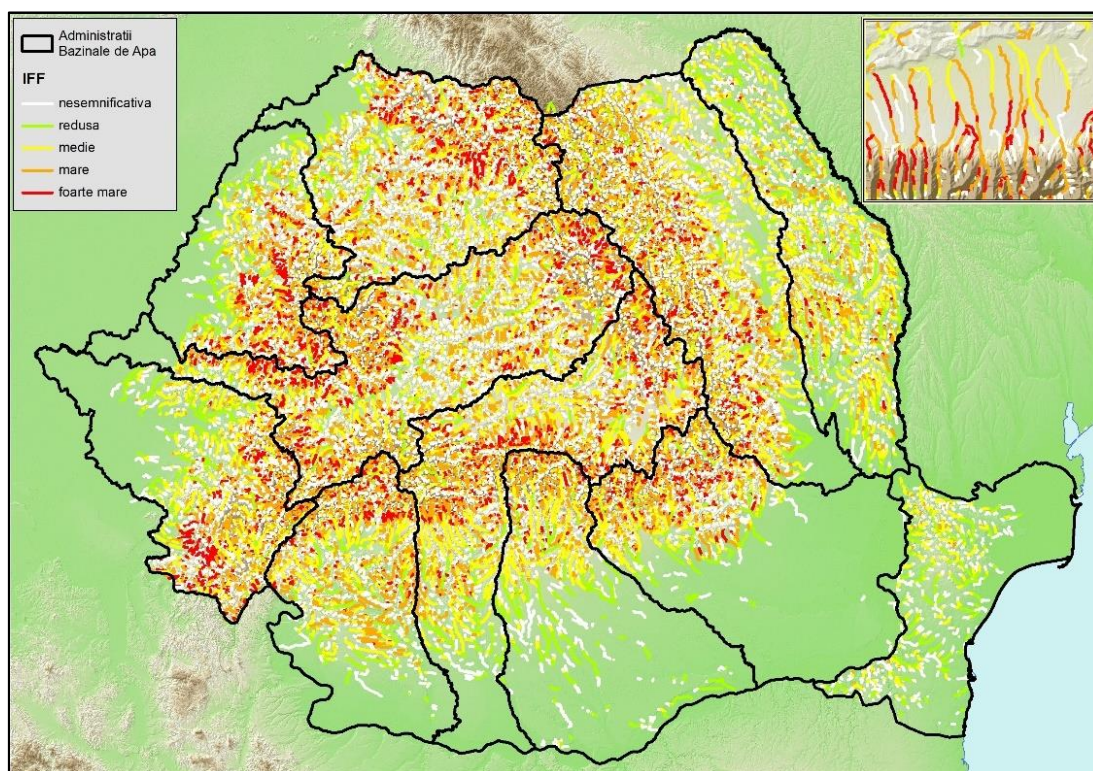 Administratii
Bazinale de Apa
IFF
nesemnificativa
redusa
medie
mare
foarte mare